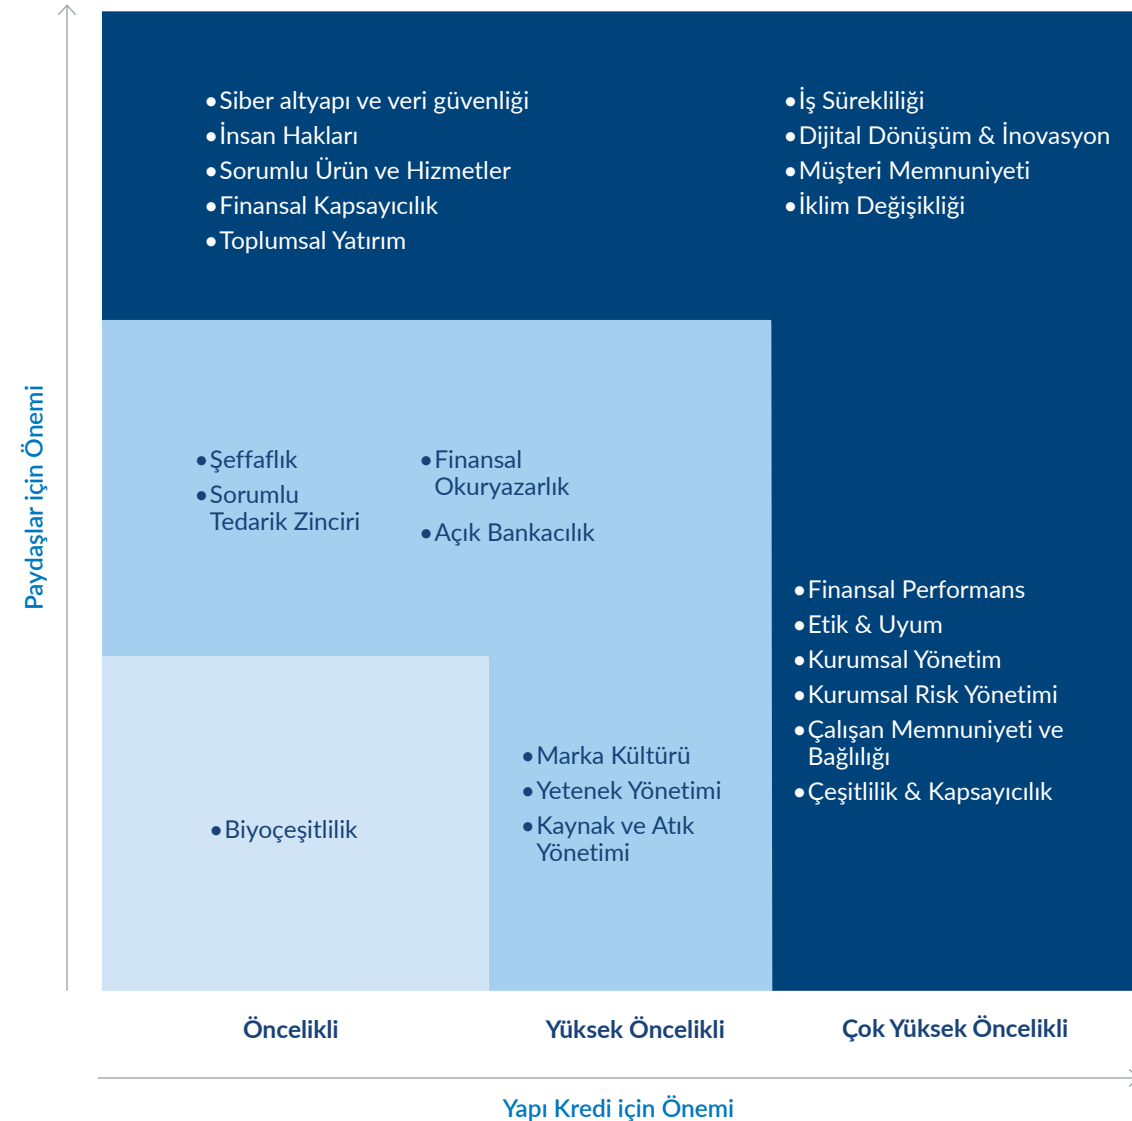 •Siber altyapı ve veri güvenliği
•İnsan Hakları
•Sorumlu Ürün ve Hizmetler
•Finansal Kapsayıcılık
•Toplumsal Yatırım
•İş Sürekliliği
•Dijital Dönüşüm & İnovasyon
•Müşteri Memnuniyeti
•İklim Değişikliği
Paydaşlar için Önemi
•Şeffaflık
•Sorumlu
Tedarik Zinciri
•Finansal
Okuryazarlık
•Açık Bankacılık
•Finansal Performans
•Etik & Uyum
•Kurumsal Yönetim
•Kurumsal Risk Yönetimi
•Çalışan Memnuniyeti ve
Bağlılığı
•Çeşitlilik & Kapsayıcılık
•Biyoçeşitlilik
•Marka Kültürü
•Yetenek Yönetimi
•Kaynak ve Atık
Yönetimi
Öncelikli
Yüksek Öncelikli
Çok Yüksek Öncelikli
Yapı Kredi için Önemi